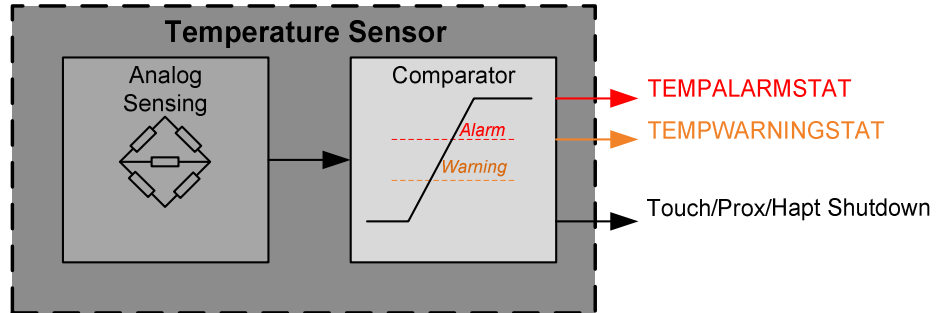 Temperature Sensor
Analog
Sensing
Comparator
Alarm
Warning
TEMPALARMSTAT
TEMPWARNINGSTAT
Touch/Prox/Hapt Shutdown